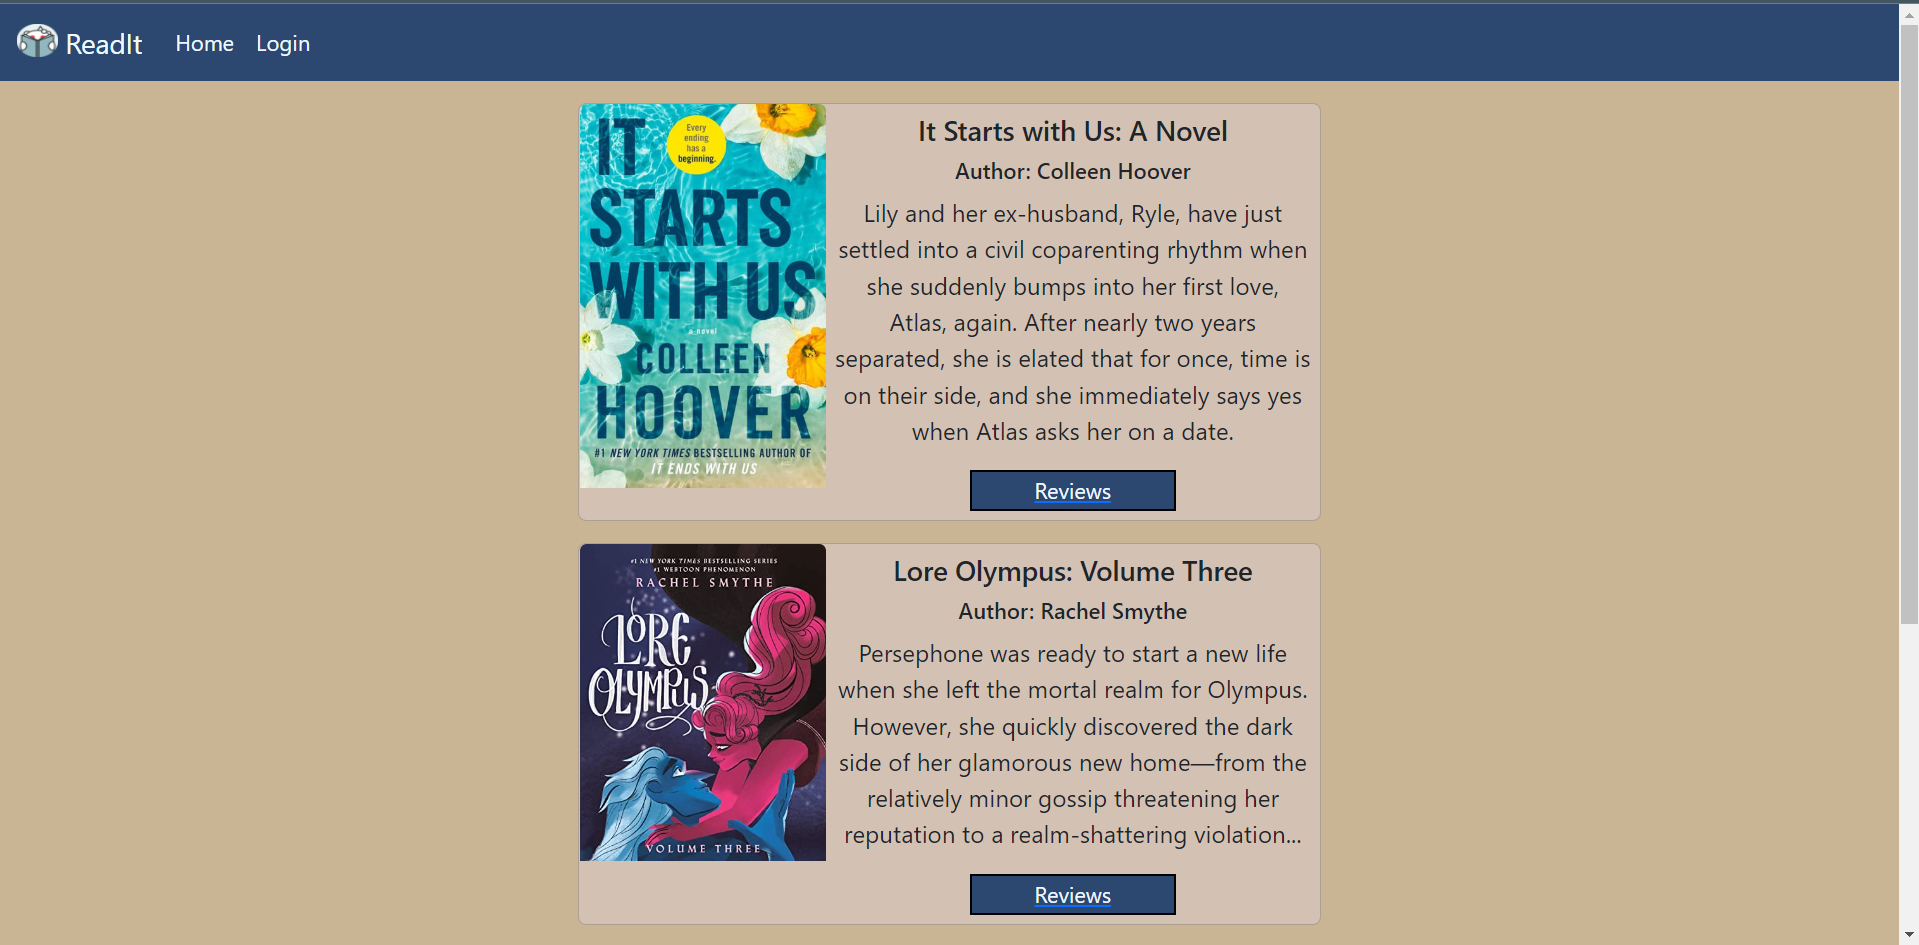 ReadIt
Home
Login
IT
STARTS
WITH US
Every
ending
has a
beginning.
a novel
COLLEEN
HOOVER
#1 NEW YORK TIMES BESTSELLING AUTHOR OF
IT ENDS WITH US
It Starts with Us: A Novel
Author: Colleen Hoover
Lily and her ex-husband, Ryle, have just
settled into a civil coparenting rhythm when
she suddenly bumps into her first love,
Atlas, again. After nearly two years
separated, she is elated that for once, time is
on their side, and she immediately says yes
when Atlas asks her on a date.
Reviews
#1 NEW YORK TIMES BESTSELLING SERIES
#1 WEBTOON PHENOMENON
RACHEL SMYTHE
LORE
OLYMPUS
VOLUME THREE
Lore Olympus: Volume Three
Author: Rachel Smythe
Persephone was ready to start a new life
when she left the mortal realm for Olympus.
However, she quickly discovered the dark
side of her glamorous new home—from the
relatively minor gossip threatening her
reputation to a realm-shattering violation...
Reviews